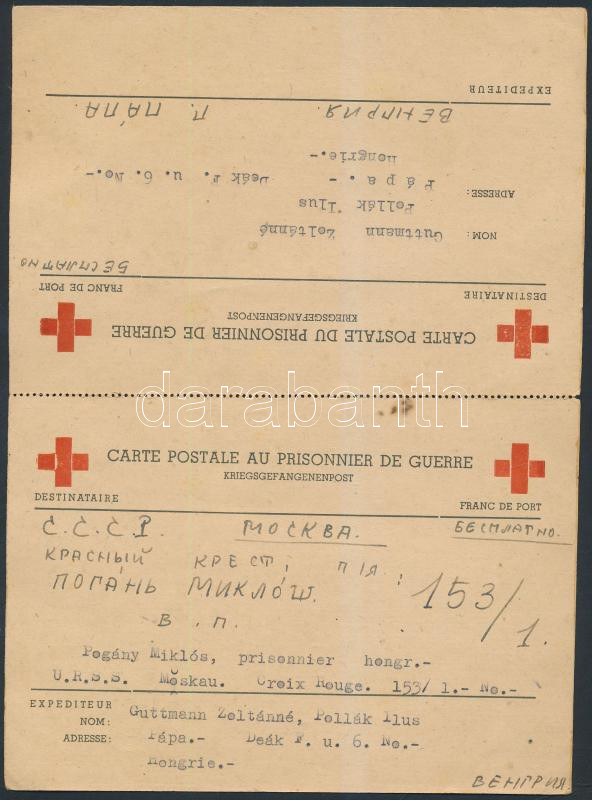 EXPEDITEUR
ВЕНГРИЯ. П. ПА́ПА
Hongrie.-
ADRESSE: Pápa.- Deák F. u. 6. No.-
Pollák Ilus
NOM: Guttmann Zoltánné
БЕСПЛАТНО
DESTINATAIRE FRANC DE PORT
KRIEGSGEFANGENENPOST
CARTE POSTALE DU PRISONNIER DE GUERRE
darabanth
CARTE POSTALE AU PRISONNIER DE GUERRE
KRIEGSGEFANGENENPOST
DESTINATAIRE FRANC DE PORT
С.С.С.Р. МОСКВА. БЕСПЛАТНО.
КРАСНЫЙ КРЕСТ, П/Я:
ПОГАНЬ МИКЛО́Ш. 153/1.
В.П.
Pogány Miklós, prisonnier hongr.-
U.R.S.S. Moskau. Croix Rouge. 153/1.- No.-
EXPEDITEUR
NOM: Guttmann Zoltánné, Pollák Ilus
ADRESSE: Pápa.- Deák F. u. 6. No.-
Hongrie.-
ВЕНГРИЯ.